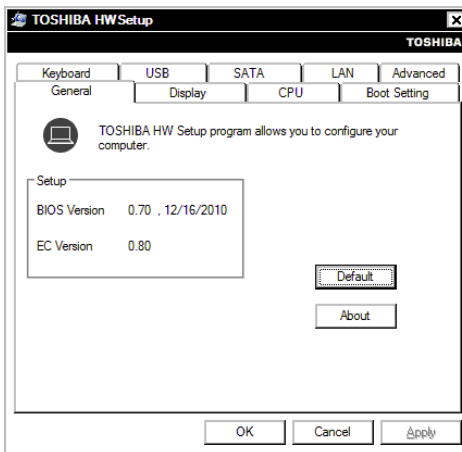 TOSHIBA HWSetup
TOSHIBA
Keyboard USB SATA LAN Advanced
General Display CPU Boot Setting
TOSHIBA HW Setup program allows you to configure your
computer.
Setup
BIOS Version 0.70 , 12/16/2010
EC Version 0.80
Default
About
OK Cancel Apply